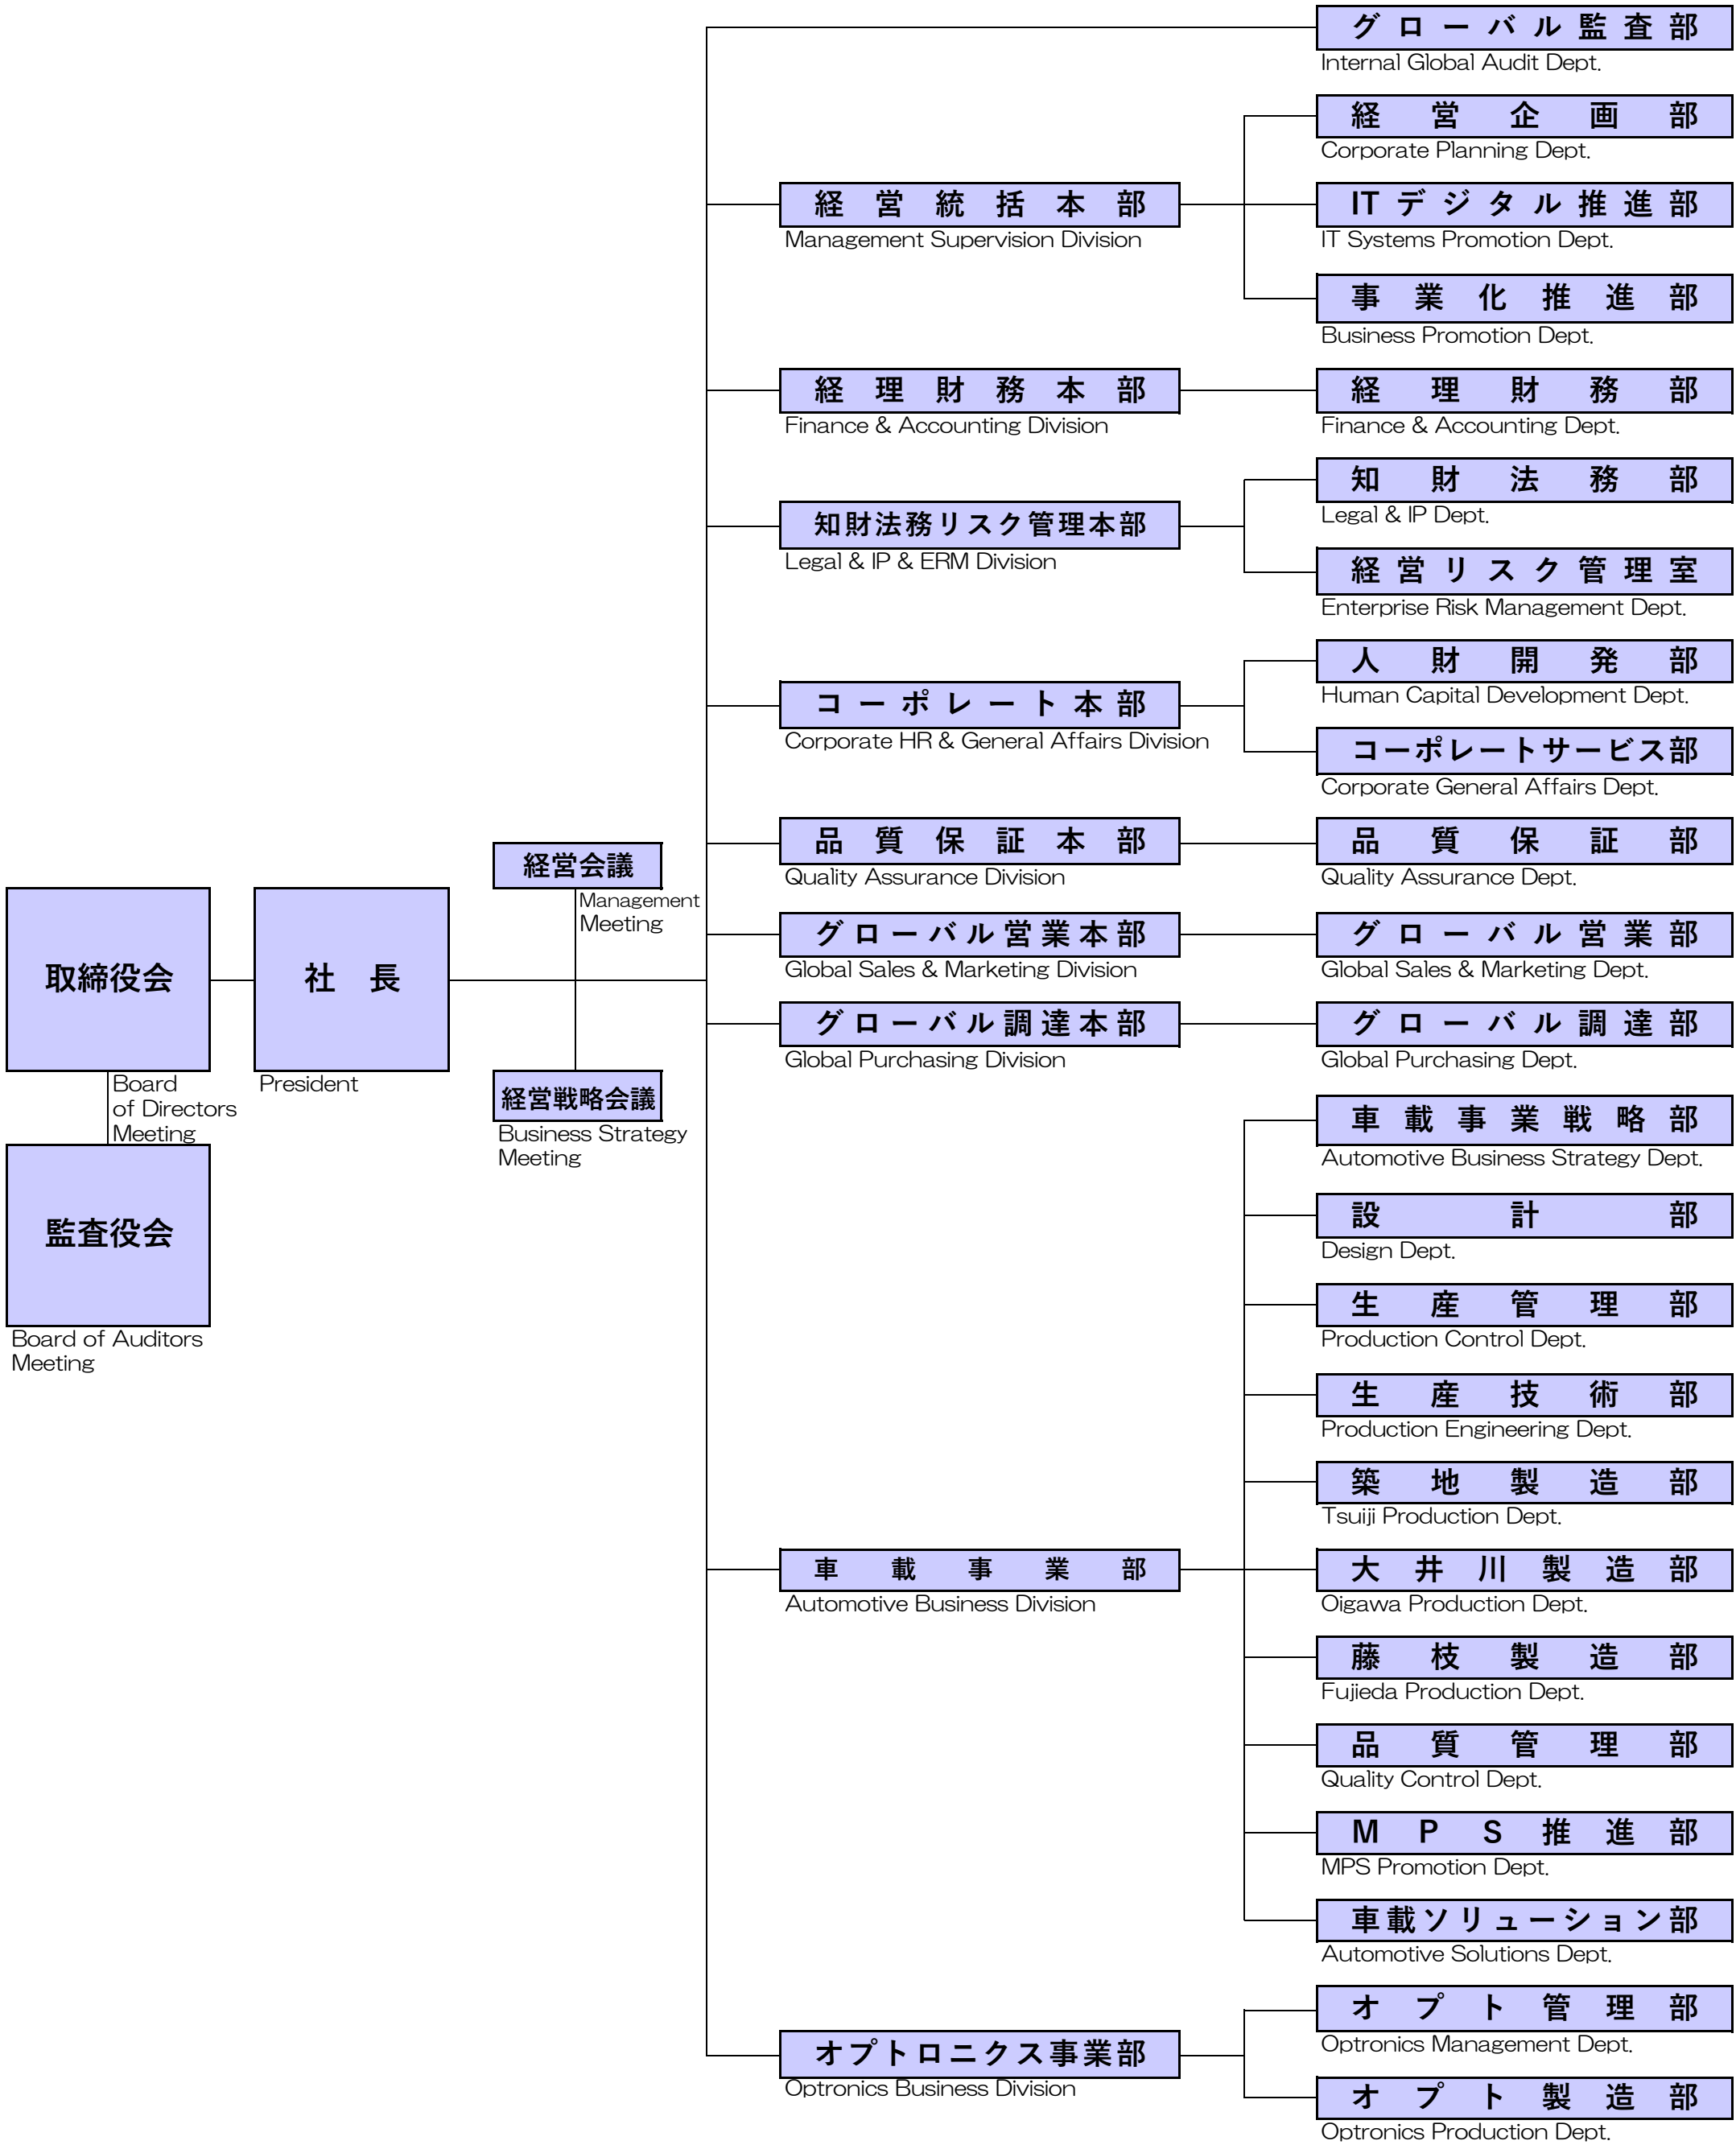 グローバル監査部
Internal Global Audit Dept.
経営企画部
Corporate Planning Dept.
経営統括本部
Management Supervision Division
ITデジタル推進部
IT Systems Promotion Dept.
事業化推進部
Business Promotion Dept.
経理財務本部
Finance & Accounting Division
経理財務部
Finance & Accounting Dept.
知財法務部
Legal & IP Dept.
知財法務リスク管理本部
Legal & IP & ERM Division
経営リスク管理室
Enterprise Risk Management Dept.
人財開発部
Human Capital Development Dept.
コーポレート本部
Corporate HR & General Affairs Division
コーポレートサービス部
Corporate General Affairs Dept.
品質保証本部
Quality Assurance Division
品質保証部
Quality Assurance Dept.
経営会議
Management
Meeting
グローバル営業本部
Global Sales & Marketing Division
グローバル営業部
Global Sales & Marketing Dept.
取締役会
Board
of Directors
Meeting
社長
President
グローバル調達本部
Global Purchasing Division
グローバル調達部
Global Purchasing Dept.
経営戦略会議
Business Strategy
Meeting
監査役会
Board of Auditors
Meeting
車載事業戦略部
Automotive Business Strategy Dept.
設計部
Design Dept.
生産管理部
Production Control Dept.
生産技術部
Production Engineering Dept.
築地製造部
Tsuiji Production Dept.
車載事業部
Automotive Business Division
大井川製造部
Oigawa Production Dept.
藤枝製造部
Fujieda Production Dept.
品質管理部
Quality Control Dept.
MPS推進部
MPS Promotion Dept.
車載ソリューション部
Automotive Solutions Dept.
オプト管理部
Optronics Management Dept.
オプトロニクス事業部
Optronics Business Division
オプト製造部
Optronics Production Dept.